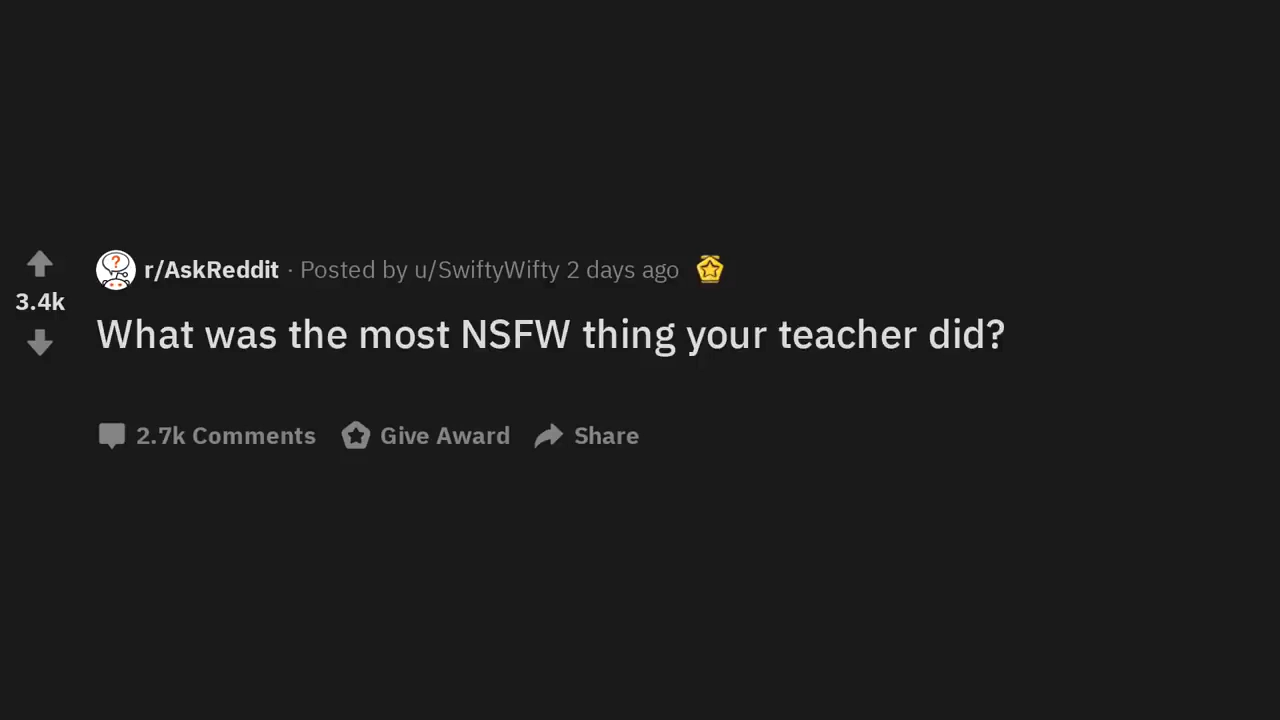 r/AskReddit · Posted by u/SwiftyWifty 2 days ago
3.4k
What was the most NSFW thing your teacher did?
2.7k Comments Give Award Share